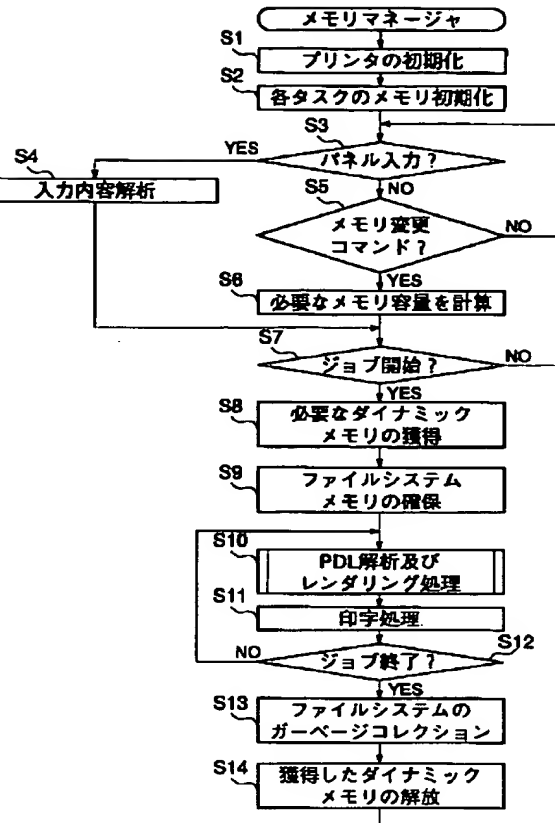 メモリマネージャ
S1
プリンタの初期化
S2
各タスクのメモリ初期化
S3
YES
パネル入力？
S4
入力内容解析
NO
S5
メモリ変更
コマンド？
NO
YES
S6
必要なメモリ容量を計算
S7
ジョブ開始？
NO
YES
S8
必要なダイナミック
メモリの獲得
S9
ファイルシステム
メモリの確保
S10
PDL解析及び
レンダリング処理
S11
印字処理
S12
NO
ジョブ終了？
YES
S13
ファイルシステムの
ガーベージコレクション
S14
獲得したダイナミック
メモリの解放